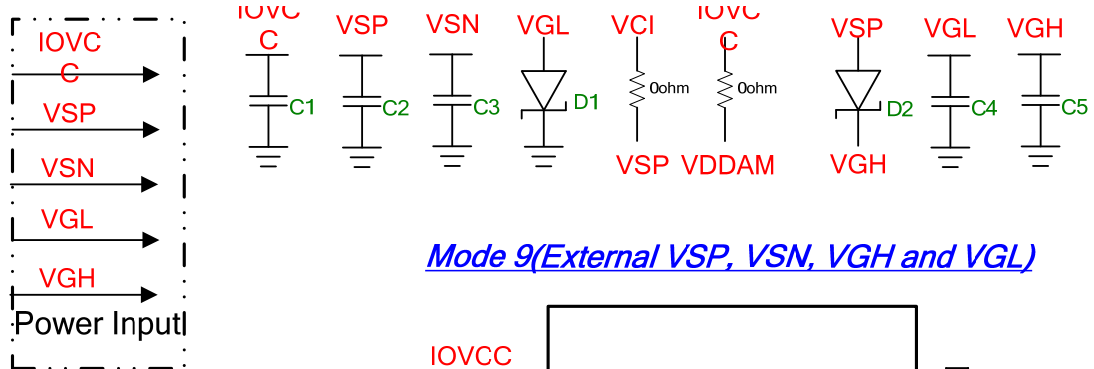 IOVC
C
VSP
VSN
VGL
VGH
Power Input
IOVC
C
VSP
VSN
VGL
VCI
IOVC
C
VSP
VGL
VGH
C1
C2
C3
D1
0ohm
0ohm
D2
C4
C5
VSP
VDDAM
VGH
Mode 9(External VSP, VSN, VGH and VGL)
IOVCC